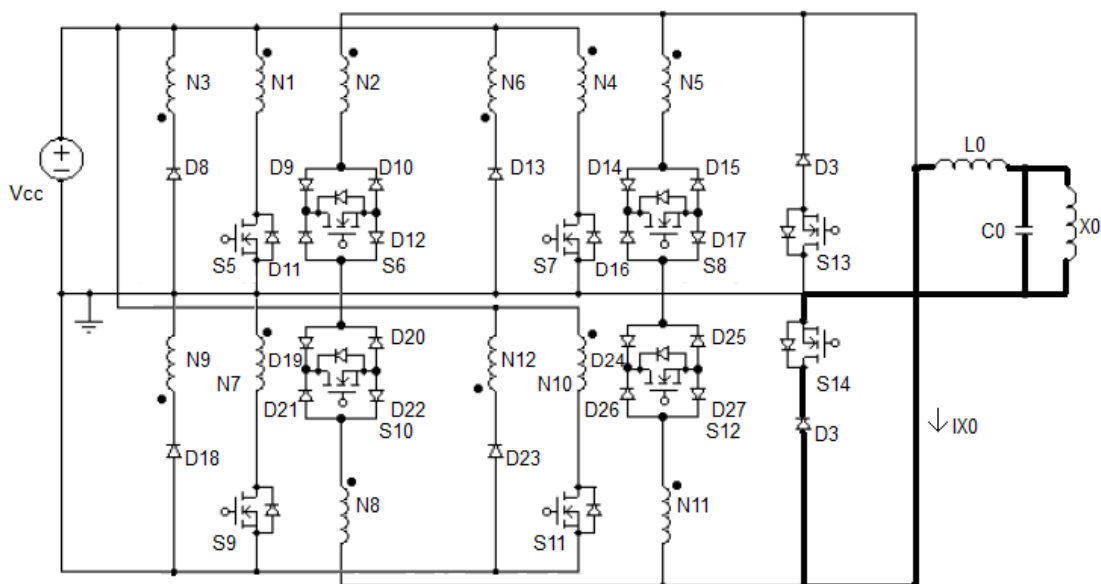 N3 N1 N2 N6 N4 N5
+
−
Vcc
D8 D9 D10 D13 D14 D15 D3 L0
C0 X0
D12 D17
S5 D11 S6 S7 D16 S8 S13
N9 N7 D19 D20 N12 N10 D24 D25
S14
D21 D22 D26 D27
S10 S12 D3 IX0
D18 D23
N8 N11
S9 S11